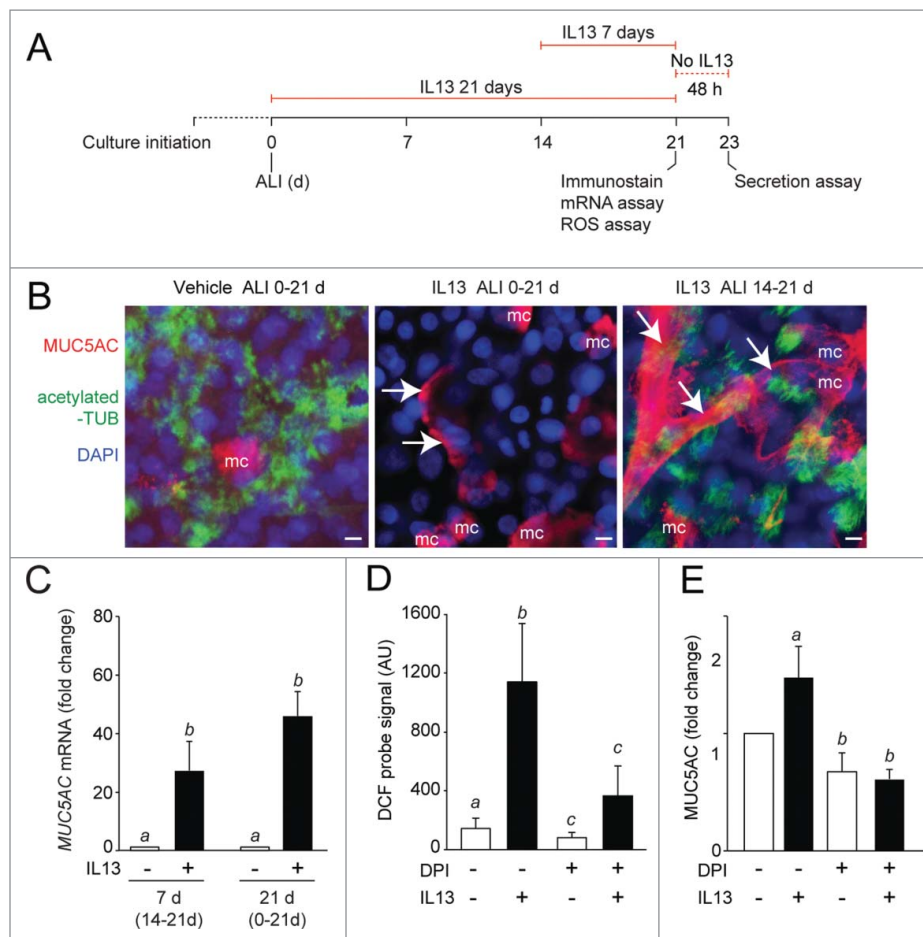 A
IL13 7 days
No IL13
IL13 21 days
48 h
Culture initiation
0
7
14
21
23
ALI (d)
Immunostain
mRNA assay
ROS assay
Secretion assay
B
Vehicle ALI 0-21 d
IL13 ALI 0-21 d
IL13 ALI 14-21 d
MUC5AC
acetylated
-TUB
DAPI
mc
mc
mc
mc
mc
mc
mc
mc
mc
C
MUC5AC mRNA (fold change)
80
60
40
20
0
a
b
a
b
IL13
- + - +
7 d
(14-21d)
21 d
(0-21d)
D
DCF probe signal (AU)
1600
1200
800
400
0
a
b
c
c
DPI - - + +
IL13 - + - +
E
MUC5AC (fold change)
2
1
0
a
b
b
DPI - - + +
IL13 - + - +